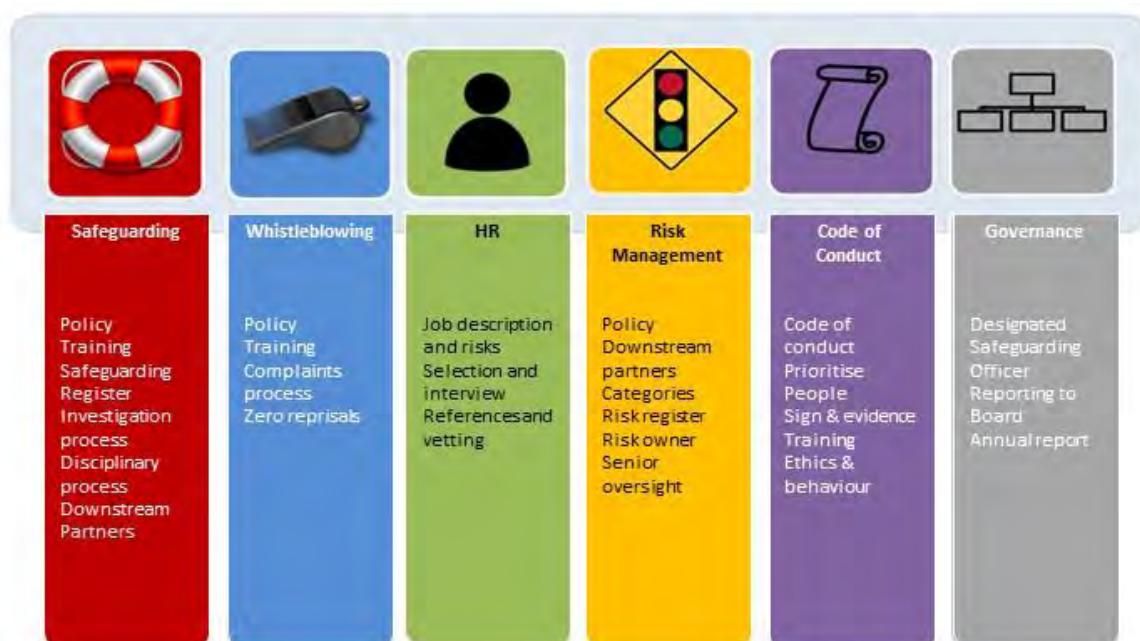 Safeguarding
Policy
Training
Safeguarding
Register
Investigation
process
Disciplinary
process
Downstream
Partners
Whistleblowing
Policy
Training
Complaints
process
Zero reprisals
HR
Job description
and risks
Selection and
interview
References and
vetting
Risk
Management
Policy
Downstream
partners
Categories
Risk register
Risk owner
Senior
oversight
Code of
Conduct
Code of
conduct
Prioritise
People
Sign & evidence
Training
Ethics &
behaviour
Governance
Designated
Safeguarding
Officer
Reporting to
Board
Annual report